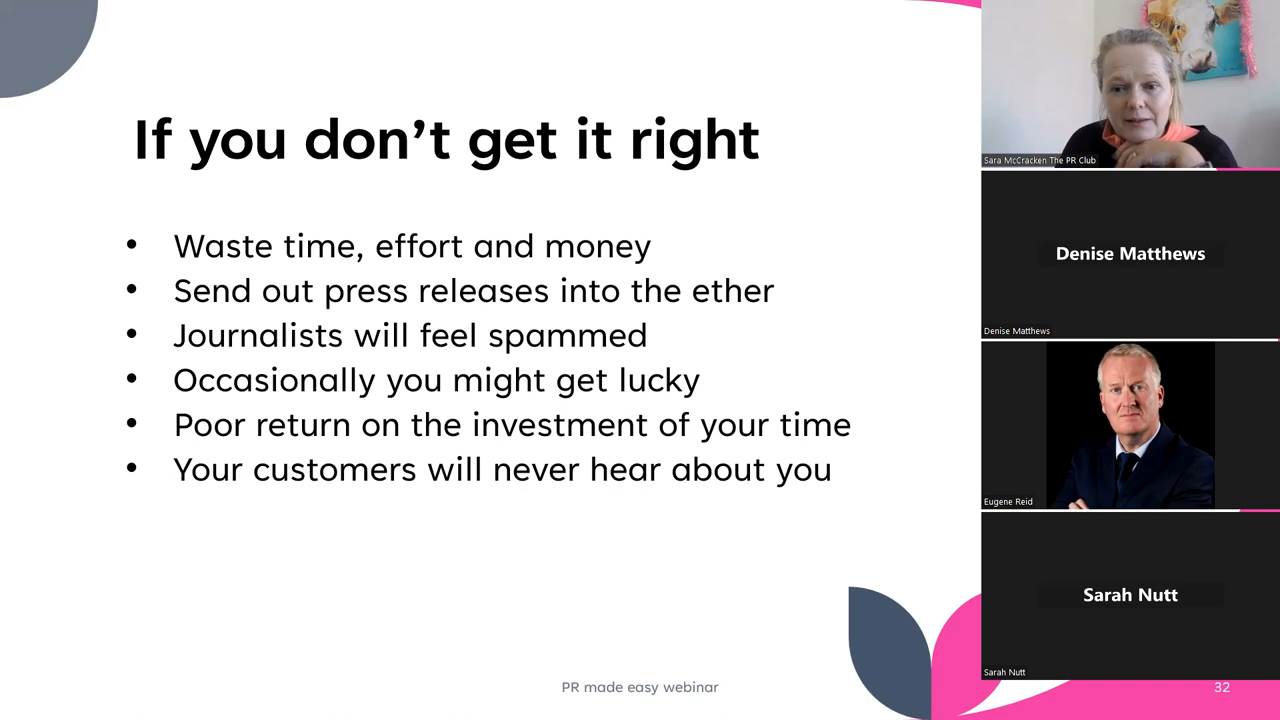 If you don’t get it right
• Waste time, effort and money
• Send out press releases into the ether
• Journalists will feel spammed
• Occasionally you might get lucky
• Poor return on the investment of your time
• Your customers will never hear about you
PR made easy webinar
32
Sara McCracken The PR Club
Denise Matthews
Denise Matthews
Eugene Reid
Sarah Nutt
Sarah Nutt